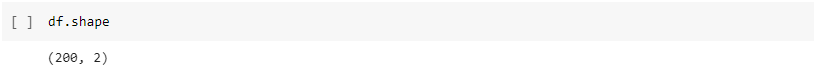 [ ] df.shape
(200, 2)